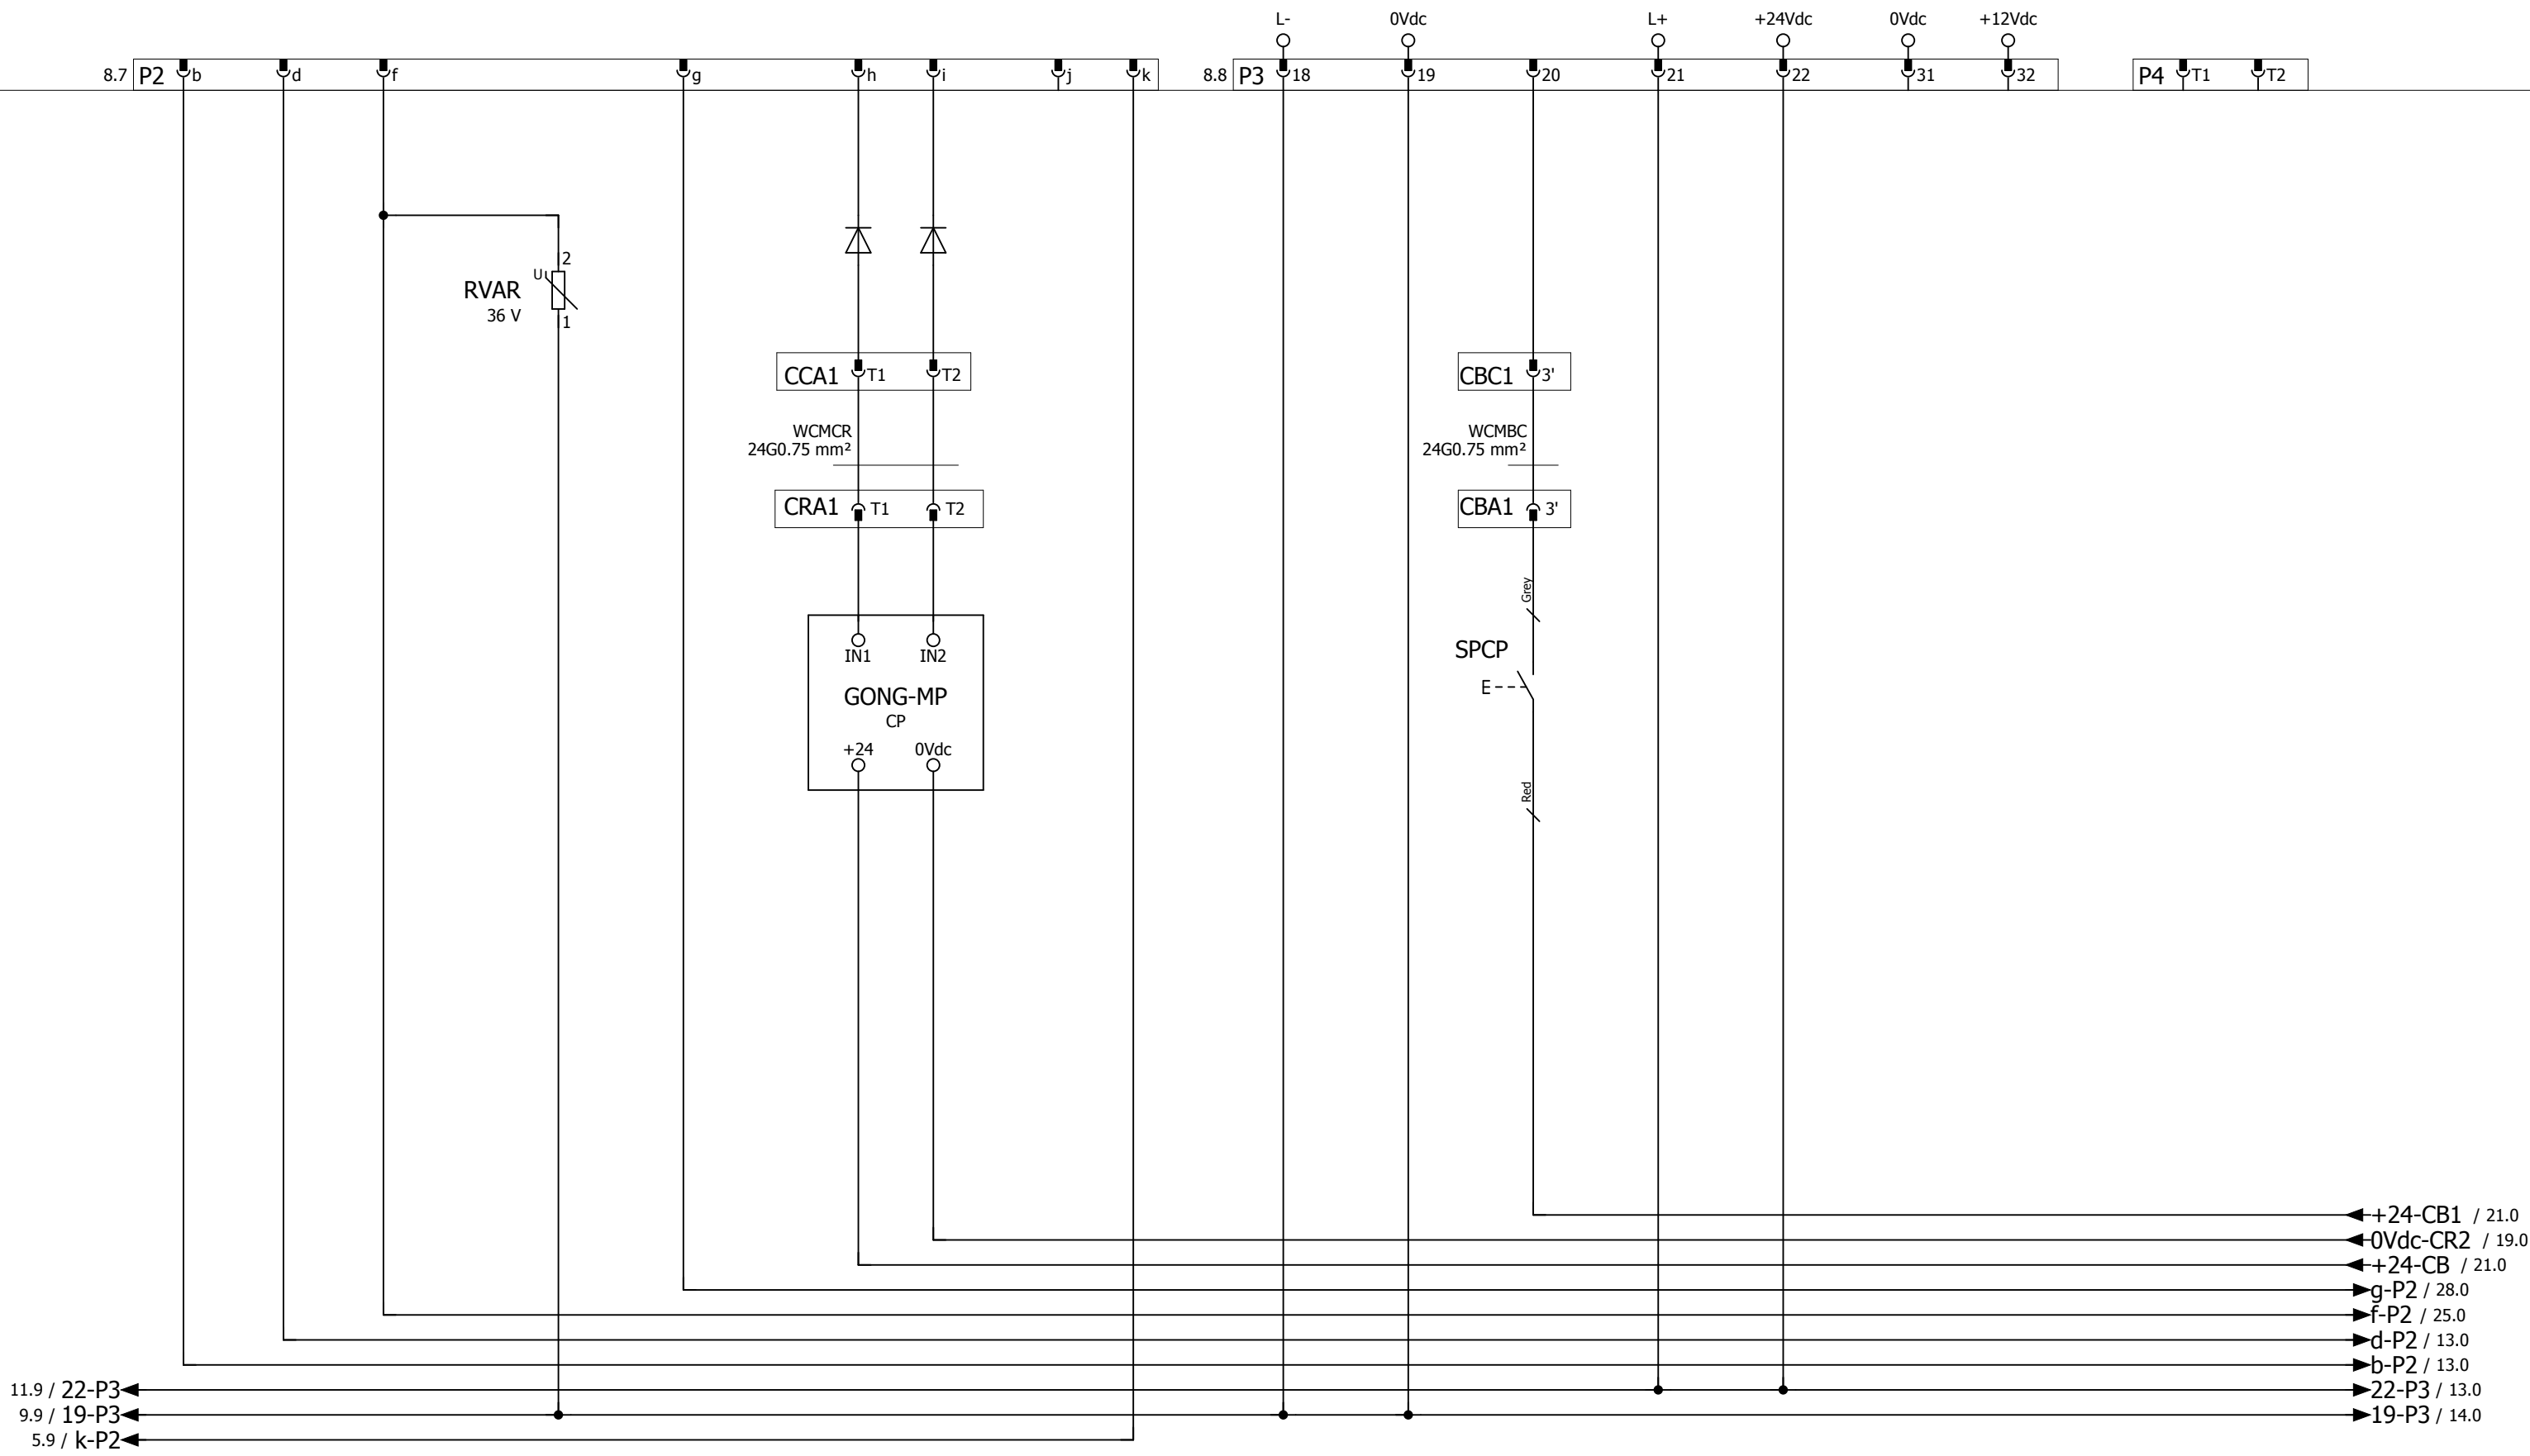 L- 0Vdc L+ +24Vdc 0Vdc +12Vdc
8.7 P2 b d f g h i j k 8.8 P3 18 19 20 21 22 31 32 P4 T1 T2
2
U
RVAR
36 V
1
CCA1 T1 T2 CBC1 3'
WCMCR WCMBC
24G0.75 mm² 24G0.75 mm²
CRA1 T1 T2 CBA1 3'
Grey
IN1 IN2 SPCP
E
GONG-MP
CP
+24 0Vdc
Red
+24-CB1 / 21.0
0Vdc-CR2 / 19.0
+24-CB / 21.0
g-P2 / 28.0
f-P2 / 25.0
d-P2 / 13.0
b-P2 / 13.0
11.9 / 22-P3 22-P3 / 13.0
9.9 / 19-P3 19-P3 / 14.0
5.9 / k-P2